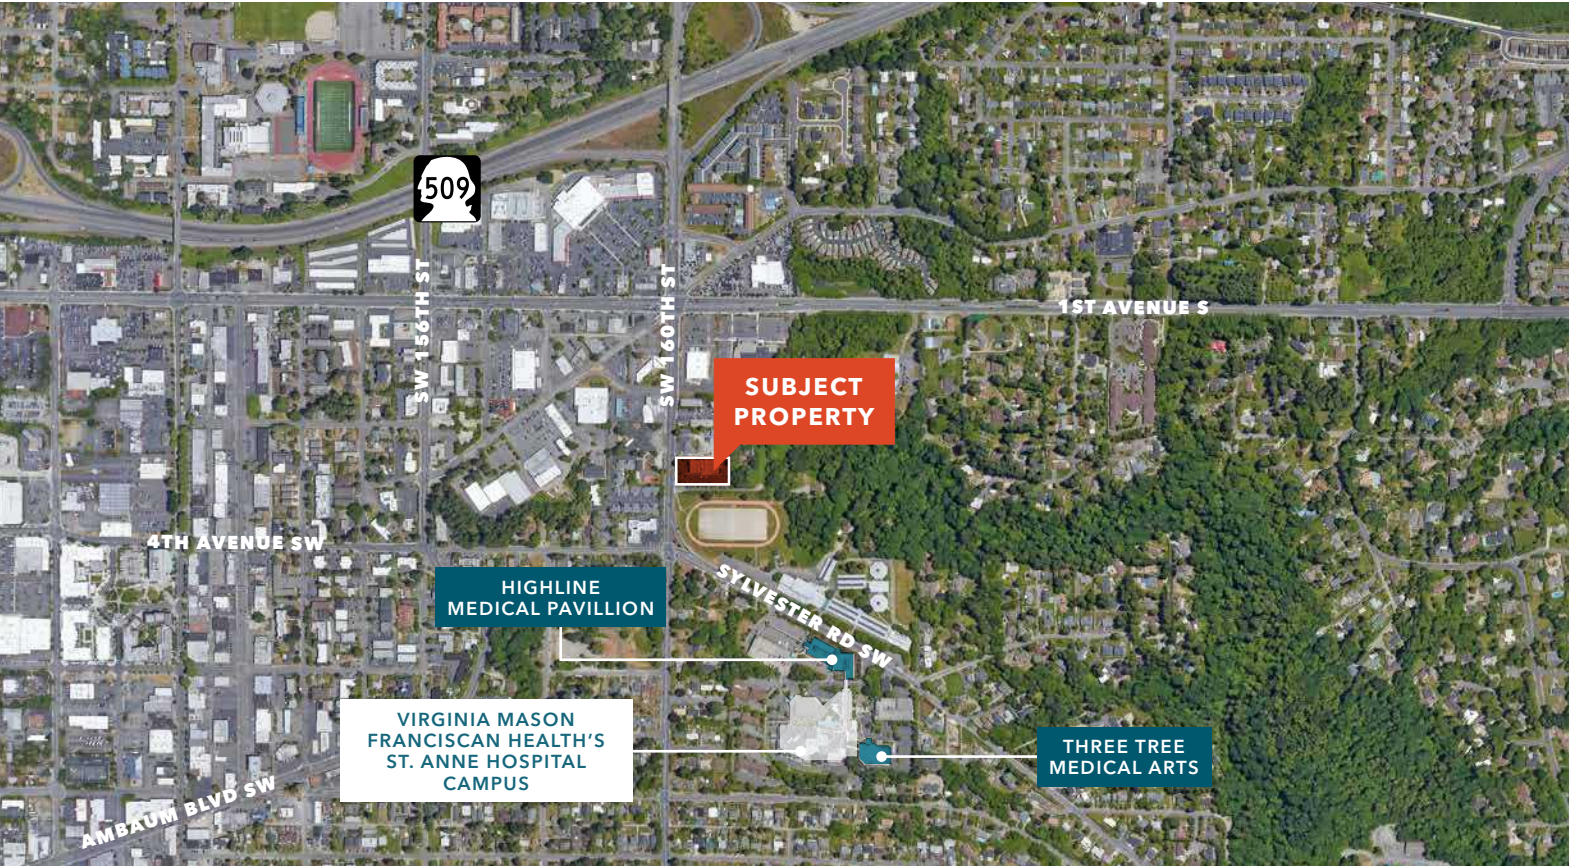 509
SW 156TH ST
SW 160TH ST
1ST AVENUE S
SUBJECT
PROPERTY
4TH AVENUE SW
HIGHLINE
MEDICAL PAVILLION
SYLVESTER RD SW
VIRGINIA MASON
FRANCISCAN HEALTH'S
ST. ANNE HOSPITAL
CAMPUS
THREE TREE
MEDICAL ARTS
AMBAUM BLVD SW